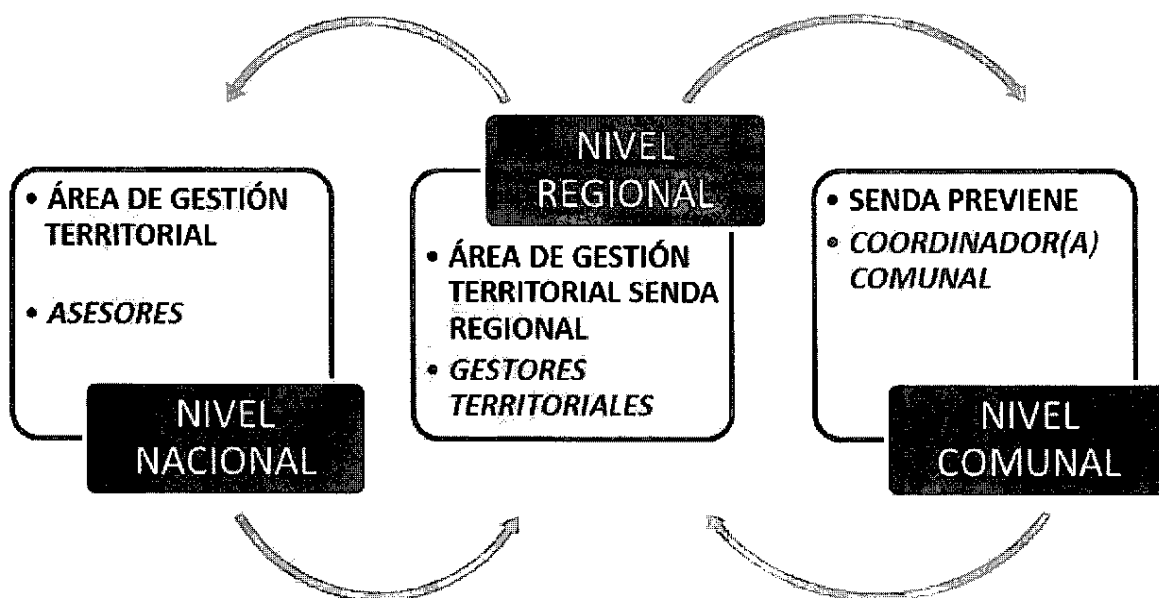 • ÁREA DE GESTIÓN
TERRITORIAL
• ASESORES
NIVEL
NACIONAL
NIVEL
REGIONAL
• ÁREA DE GESTIÓN
TERRITORIAL SENDA
REGIONAL
• GESTORES
TERRITORIALES
• SENDA PREVIENE
• COORDINADOR(A)
COMUNAL
NIVEL
COMUNAL